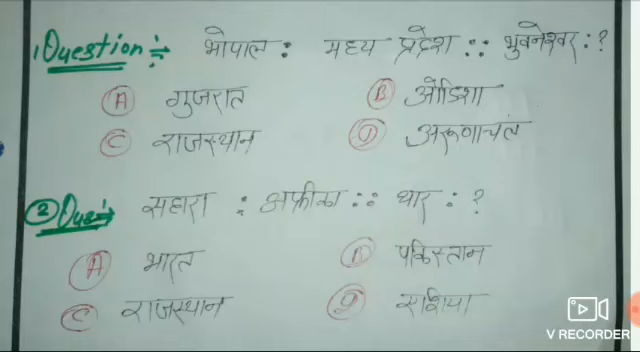 1) Question :- भोपाल : मध्य प्रदेश :: भुवनेश्वर : ?
(A) गुजरात (B) ओडिशा
(C) राजस्थान (D) अरूणाचल
(2) Que :- सहारा : अफ्रीका :: थार : ?
(A) भारत (B) पकिस्तान
(C) राजस्थान (D) एशिया
V RECORDER